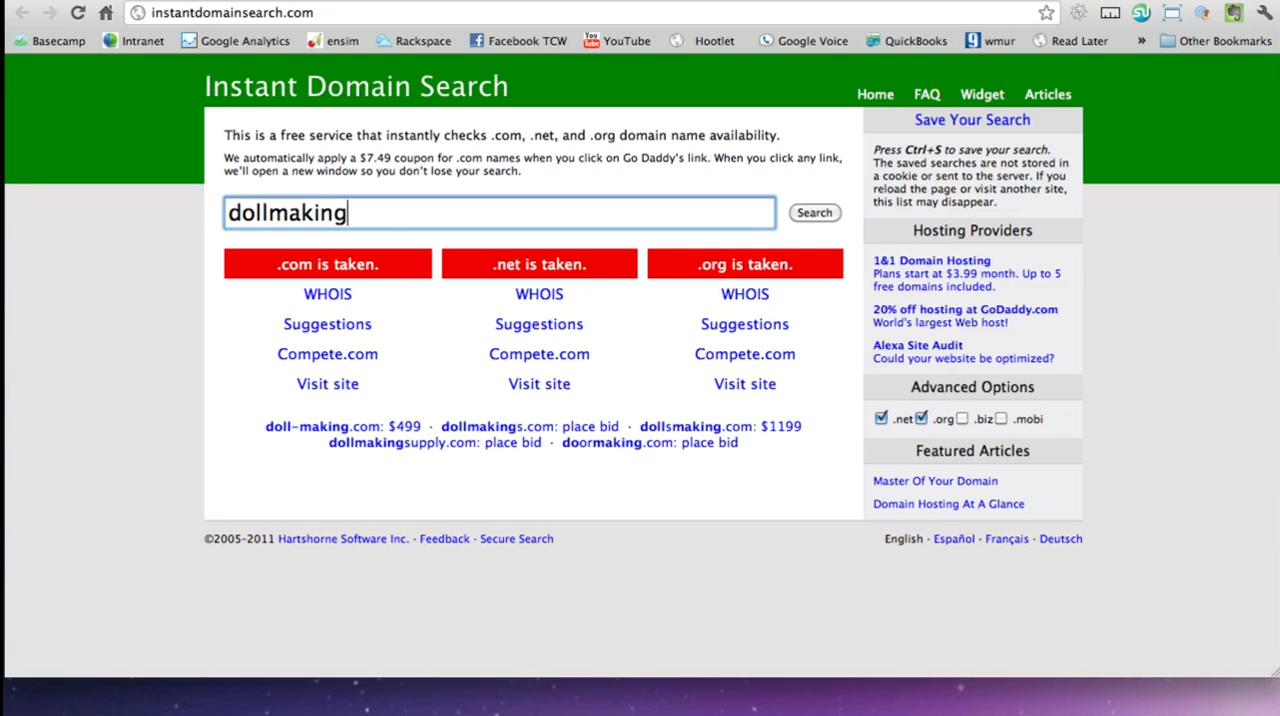 instantdomainsearch.com
Basecamp Intranet Google Analytics ensim Rackspace Facebook TCW You Tube YouTube Hootlet Google Voice QuickBooks wmur Read Later » Other Bookmarks
Instant Domain Search
Home FAQ Widget Articles
This is a free service that instantly checks .com, .net, and .org domain name availability.
We automatically apply a $7.49 coupon for .com names when you click on Go Daddy's link. When you click any link,
we'll open a new window so you don't lose your search.
dollmaking
Search
.com is taken. .net is taken. .org is taken.
WHOIS WHOIS WHOIS
Suggestions Suggestions Suggestions
Compete.com Compete.com Compete.com
Visit site Visit site Visit site
doll-making.com: $499 · dollmakings.com: place bid · dollsmaking.com: $1199
dollmakingsupply.com: place bid · doormaking.com: place bid
Save Your Search
Press Ctrl+S to save your search.
The saved searches are not stored in
a cookie or sent to the server. If you
reload the page or visit another site,
this list may disappear.
Hosting Providers
1&1 Domain Hosting
Plans start at $3.99 month. Up to 5
free domains included.
20% off hosting at GoDaddy.com
World's largest Web host!
Alexa Site Audit
Could your website be optimized?
Advanced Options
.net .org .biz .mobi
Featured Articles
Master Of Your Domain
Domain Hosting At A Glance
©2005-2011 Hartshorne Software Inc. · Feedback · Secure Search
English · Español · Français · Deutsch